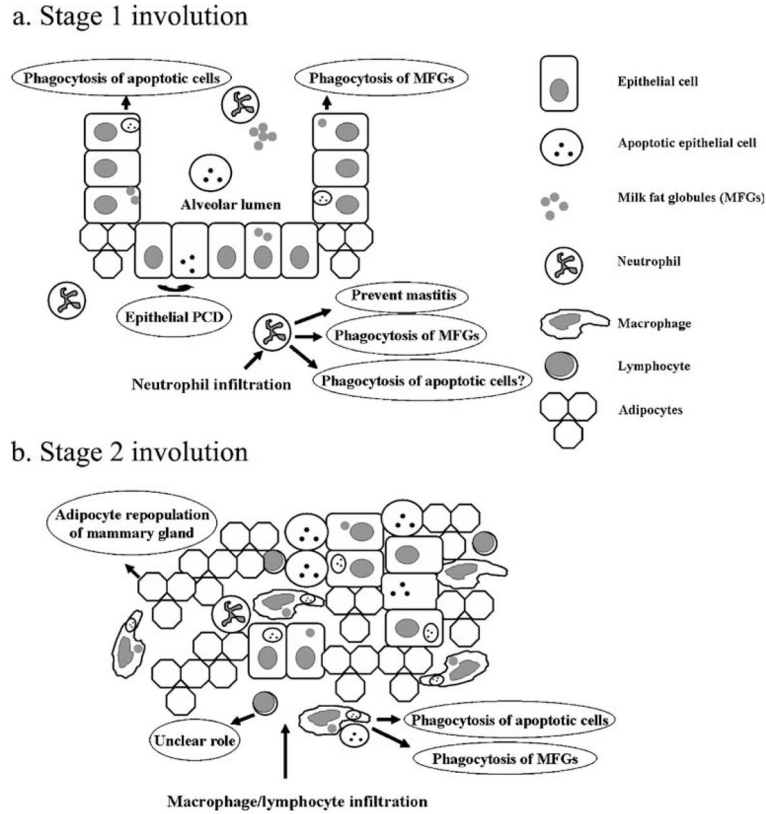 a. Stage 1 involution
Phagocytosis of apoptotic cells
Phagocytosis of MFGs
Alveolar lumen
Epithelial PCD
Prevent mastitis
Phagocytosis of MFGs
Neutrophil infiltration
Phagocytosis of apoptotic cells?
Epithelial cell
Apoptotic epithelial cell
Milk fat globules (MFGs)
Neutrophil
Macrophage
Lymphocyte
Adipocytes
b. Stage 2 involution
Adipocyte repopulation
of mammary gland
Unclear role
Phagocytosis of apoptotic cells
Phagocytosis of MFGs
Macrophage/lymphocyte infiltration